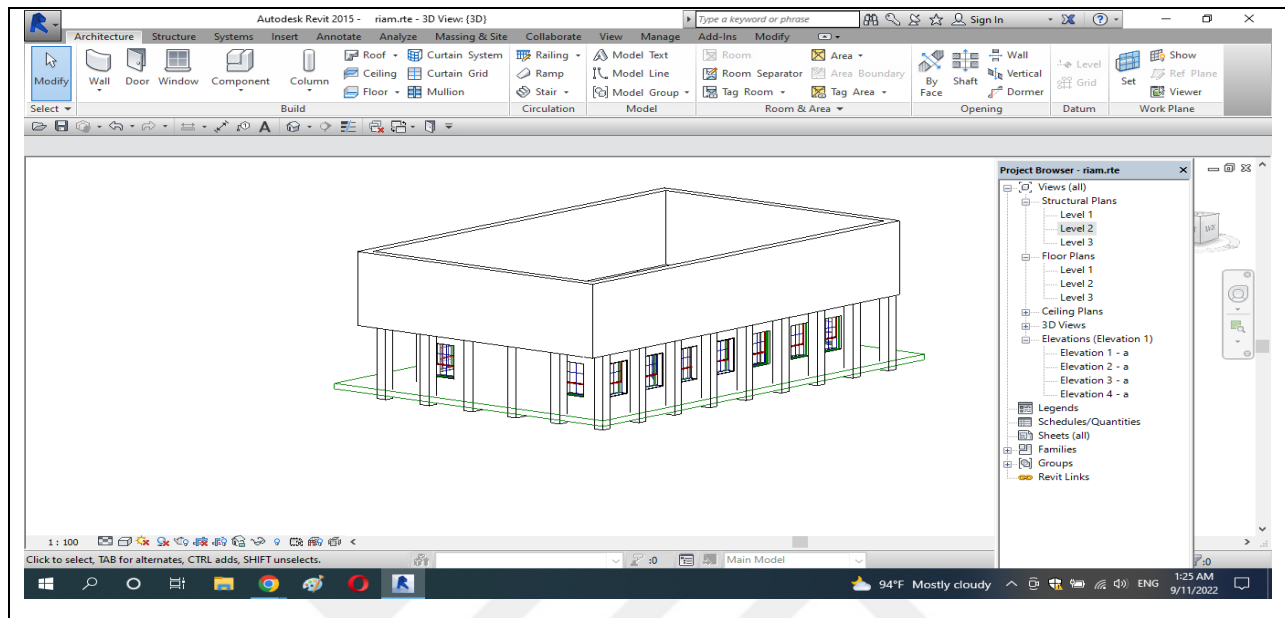 Autodesk Revit 2015 - riam.rte - 3D View: {3D} Type a keyword or phrase Sign In
Architecture Structure Systems Insert Annotate Analyze Massing & Site Collaborate View Manage Add-Ins Modify
Modify Wall Door Window Component Column
Roof Curtain System
Ceiling Curtain Grid
Floor Mullion
Railing
Ramp
Stair
Model Text
Model Line
Model Group
Room Area
Room Separator Area Boundary
Tag Room Tag Area
By Face Shaft
Wall
Vertical
Dormer
Level
Grid
Set
Show
Ref Plane
Viewer
Select Build Circulation Model Room & Area Opening Datum Work Plane
Project Browser - riam.rte
Views (all)
Structural Plans
Level 1
Level 2
Level 3
Floor Plans
Level 1
Level 2
Level 3
Ceiling Plans
3D Views
Elevations (Elevation 1)
Elevation 1 - a
Elevation 2 - a
Elevation 3 - a
Elevation 4 - a
Legends
Schedules/Quantities
Sheets (all)
Families
Groups
Revit Links
1 : 100
Click to select, TAB for alternates, CTRL adds, SHIFT unselects. :0 Main Model :0
94°F Mostly cloudy ENG 1:25 AM
9/11/2022